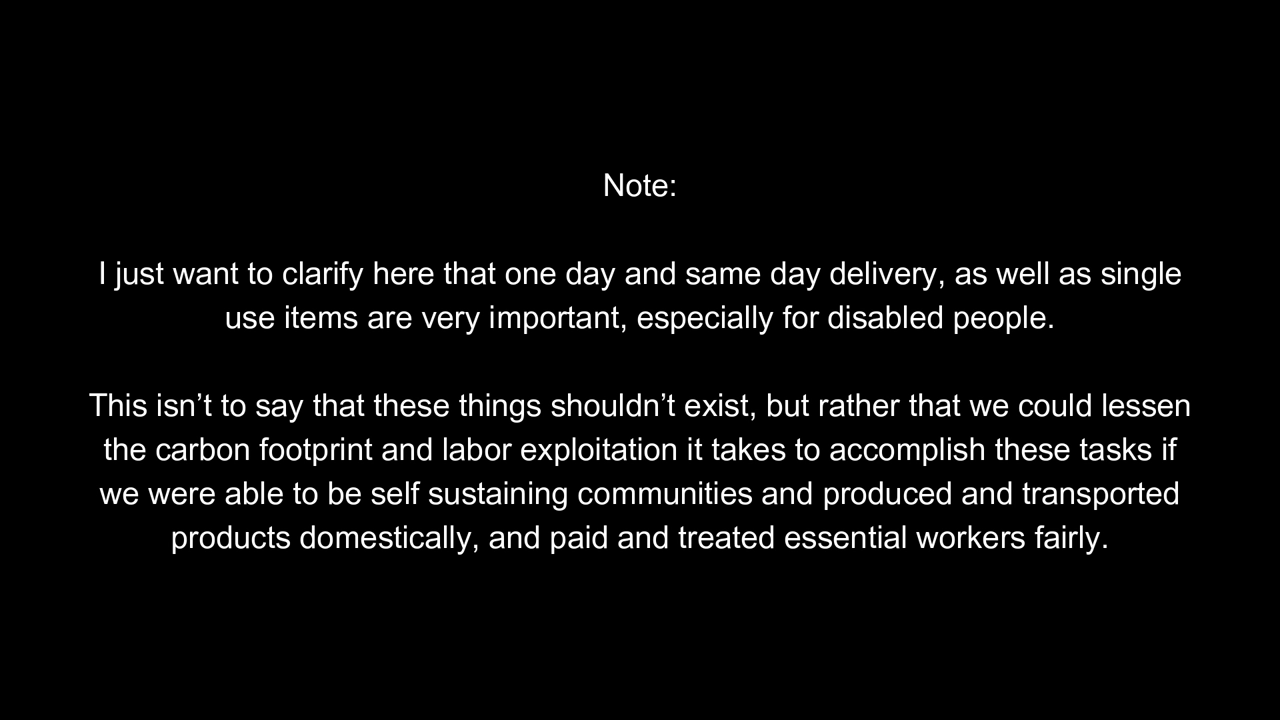 Note:
I just want to clarify here that one day and same day delivery, as well as single
use items are very important, especially for disabled people.
This isn’t to say that these things shouldn’t exist, but rather that we could lessen
the carbon footprint and labor exploitation it takes to accomplish these tasks if
we were able to be self sustaining communities and produced and transported
products domestically, and paid and treated essential workers fairly.